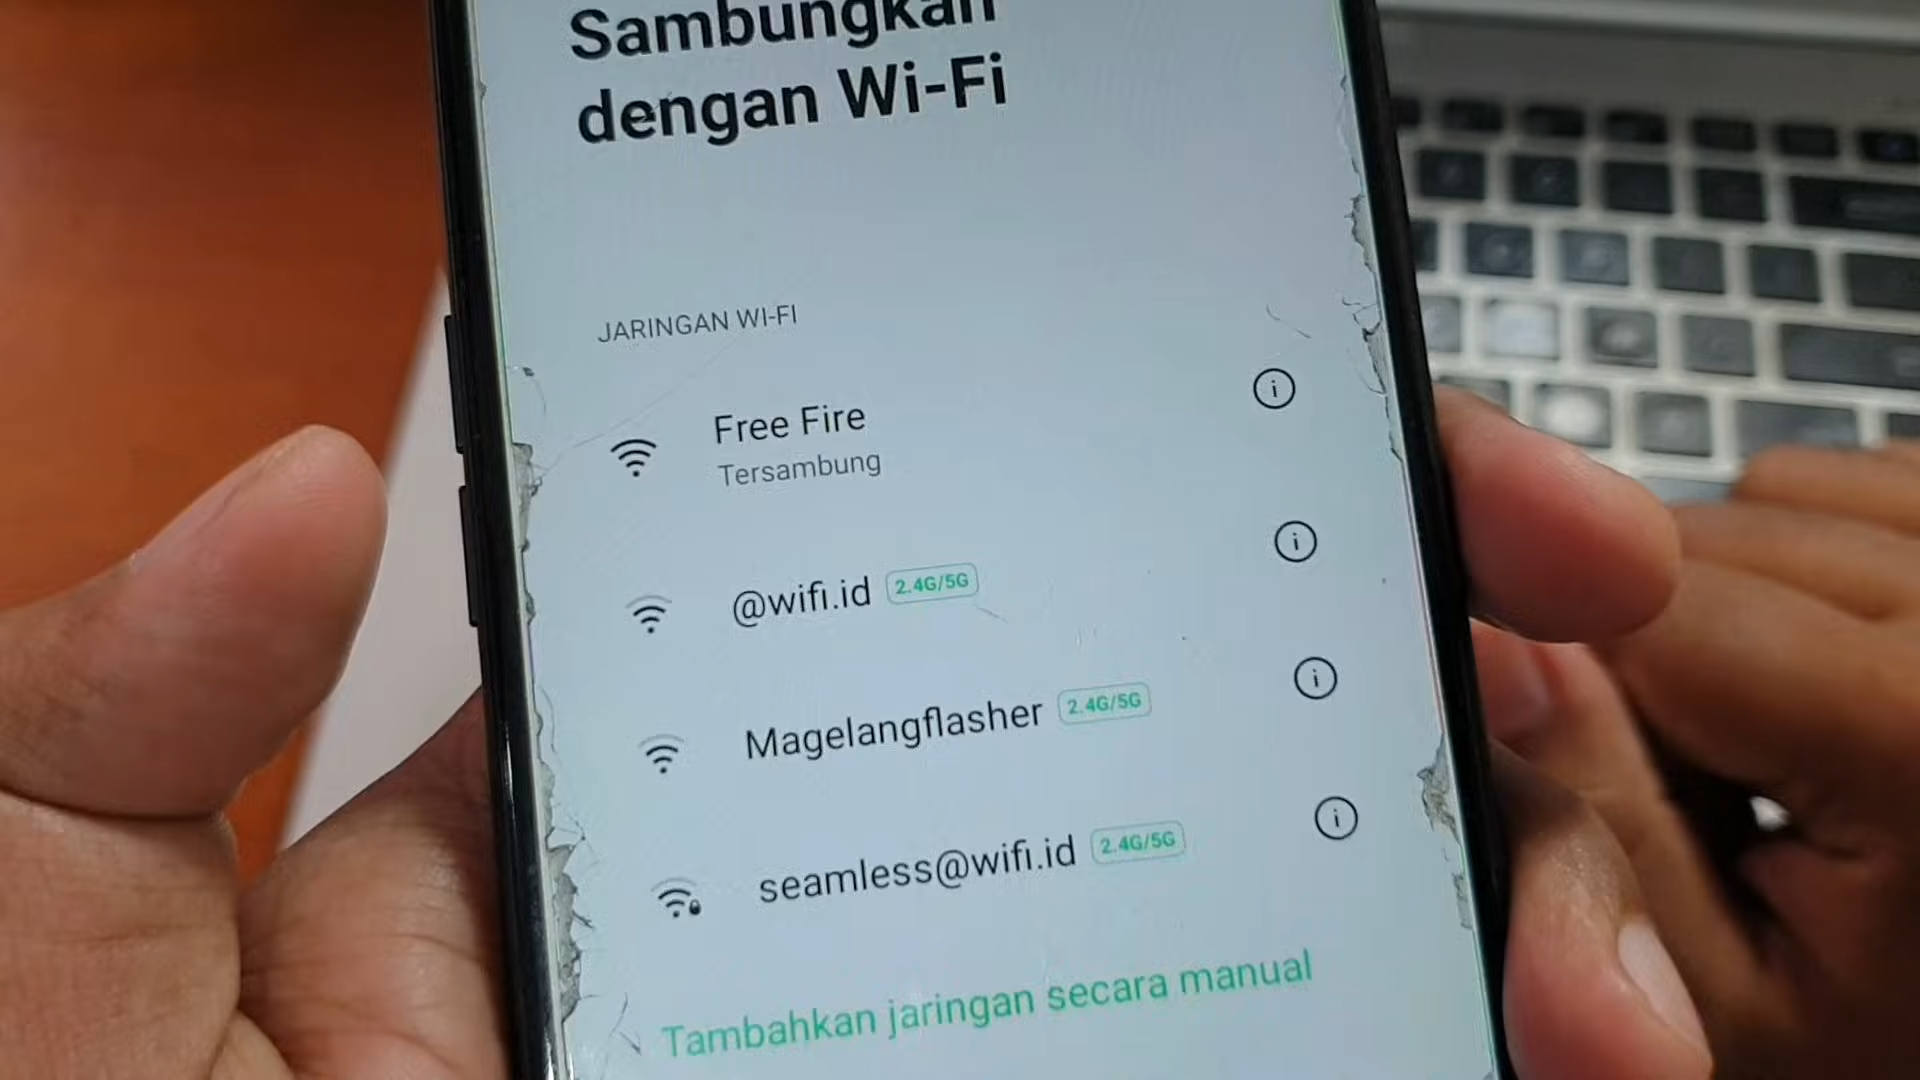 Sambungkan
dengan Wi-Fi
JARINGAN WI-FI
Free Fire
Tersambung
@wifi.id 2.4G/5G
Magelangflasher 2.4G/5G
seamless@wifi.id 2.4G/5G
Tambahkan jaringan secara manual